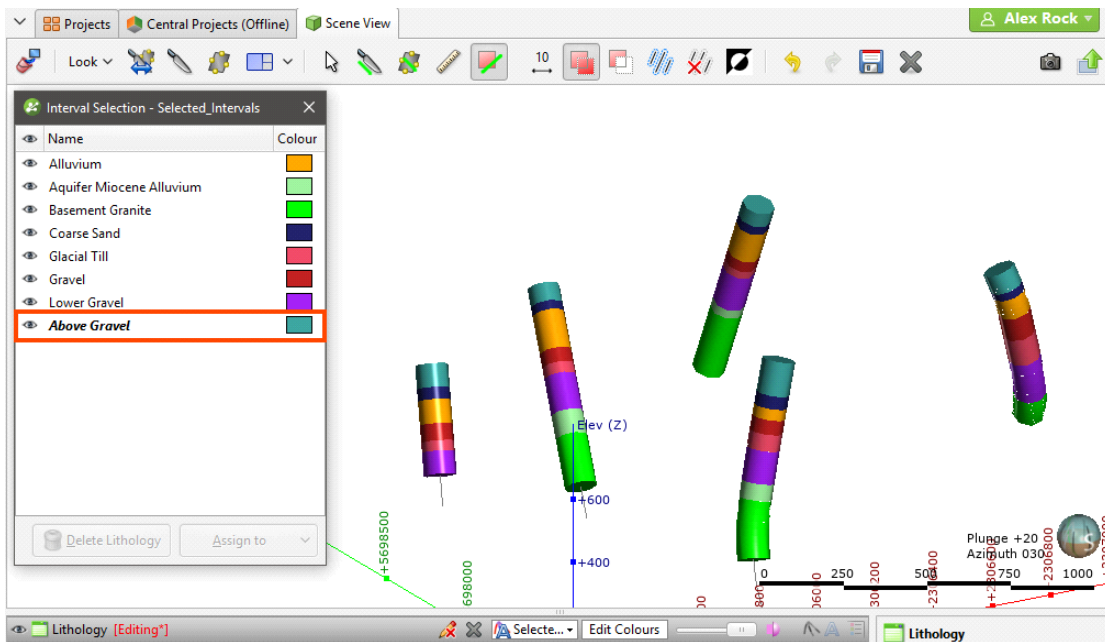 Projects Central Projects (Offline) Scene View Alex Rock
Look 10
Interval Selection - Selected_Intervals
Name Colour
Alluvium
Aquifer Miocene Alluvium
Basement Granite
Coarse Sand
Glacial Till
Gravel
Lower Gravel
Above Gravel
Delete Lithology Assign to
Elev (Z)
+600
+400
+5698500
698000
Plunge +20
Azimuth 030
0 250 500 750 1000
+2306800
S
Lithology [Editing*] Selecte... Edit Colours Lithology